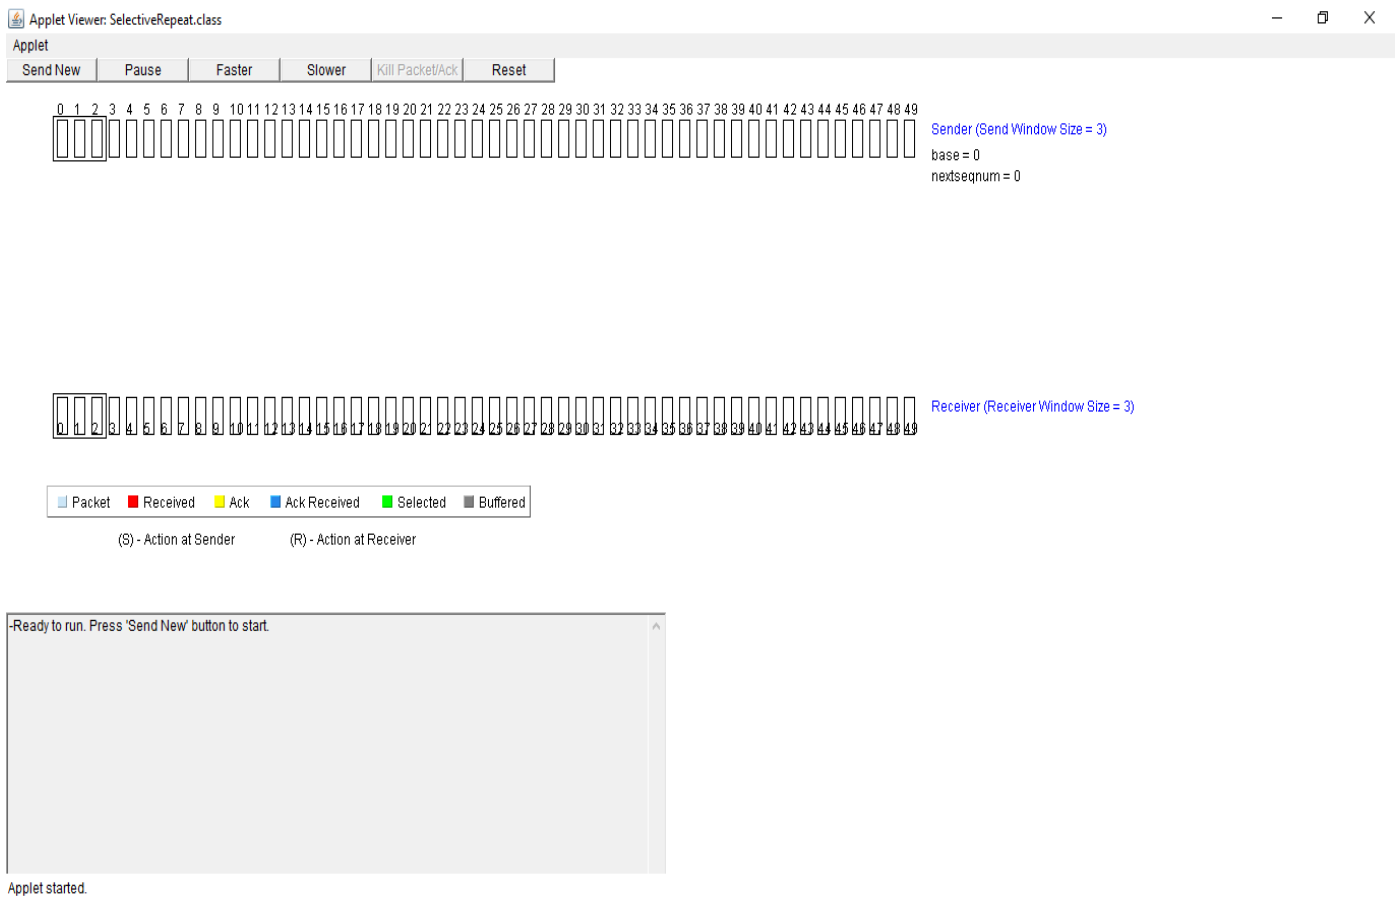 Applet Viewer: SelectiveRepeat.class
Applet
Send New Pause Faster Slower Kill Packet/Ack Reset
0 1 2 3 4 5 6 7 8 9 10 11 12 13 14 15 16 17 18 19 20 21 22 23 24 25 26 27 28 29 30 31 32 33 34 35 36 37 38 39 40 41 42 43 44 45 46 47 48 49
Sender (Send Window Size = 3)
base = 0
nextseqnum = 0
Receiver (Receiver Window Size = 3)
0 1 2 3 4 5 6 7 8 9 10 11 12 13 14 15 16 17 18 19 20 21 22 23 24 25 26 27 28 29 30 31 32 33 34 35 36 37 38 39 40 41 42 43 44 45 46 47 48 49
Packet Received Ack Ack Received Selected Buffered
(S) - Action at Sender (R) - Action at Receiver
-Ready to run. Press 'Send New' button to start.
Applet started.